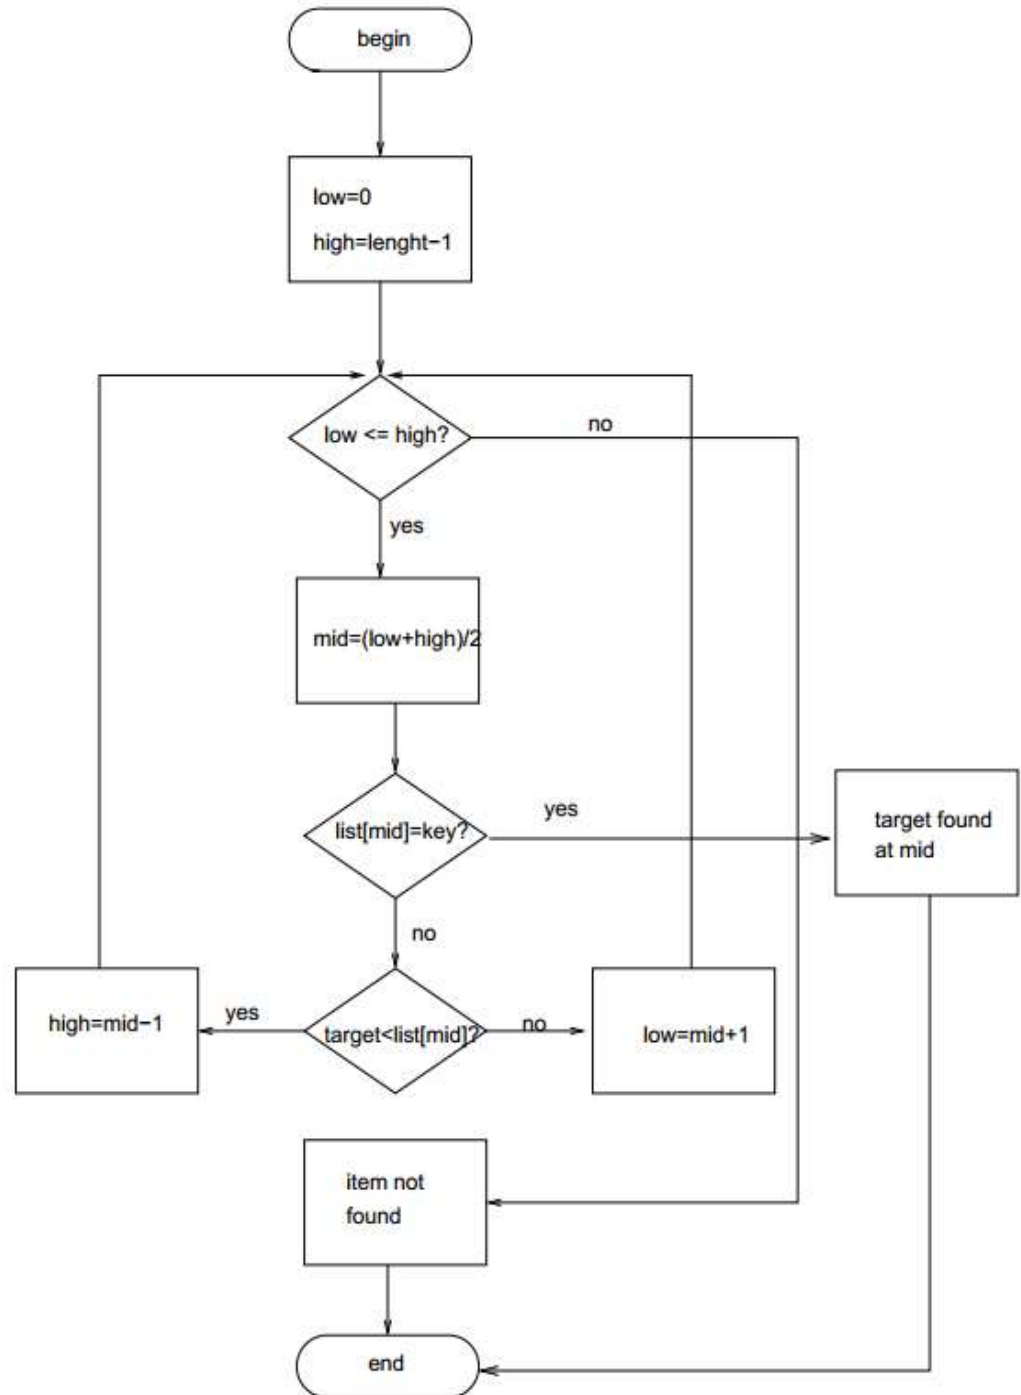 begin
low=0
high=lenght−1
low <= high?
no
yes
mid=(low+high)/2
list[mid]=key?
yes
target found
at mid
no
high=mid−1
yes
target<list[mid]?
no
low=mid+1
item not
found
end